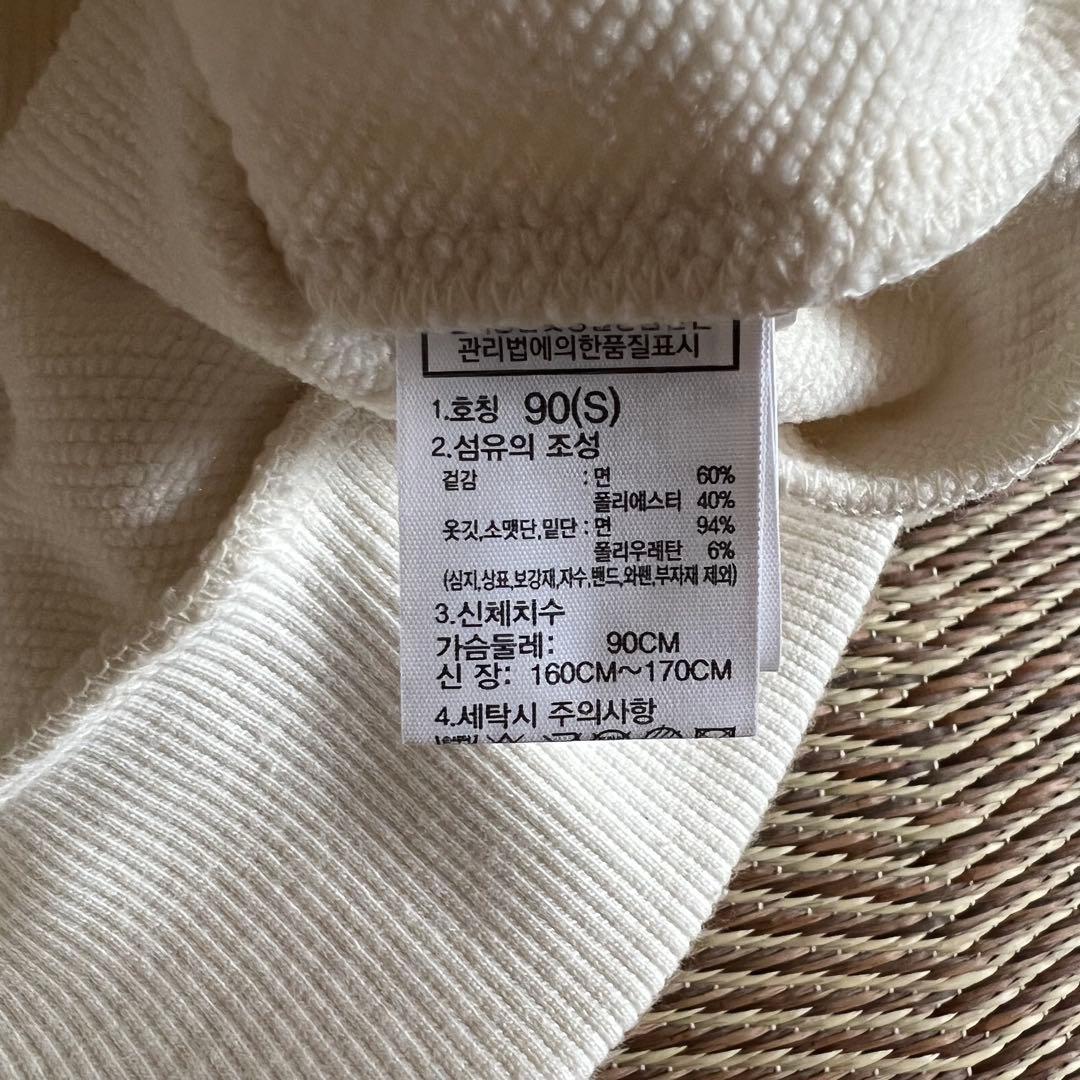 관리법에의한품질표시
1.호칭 90(S)
2.섬유의 조성
겉감 : 면 60%
폴리에스터 40%
옷깃,소맷단,밑단 : 면 94%
폴리우레탄 6%
(심지,상표,보강재,자수,밴드,와펜,부자재 제외)
3.신체치수
가슴둘레: 90CM
신 장: 160CM~170CM
4.세탁시 주의사항